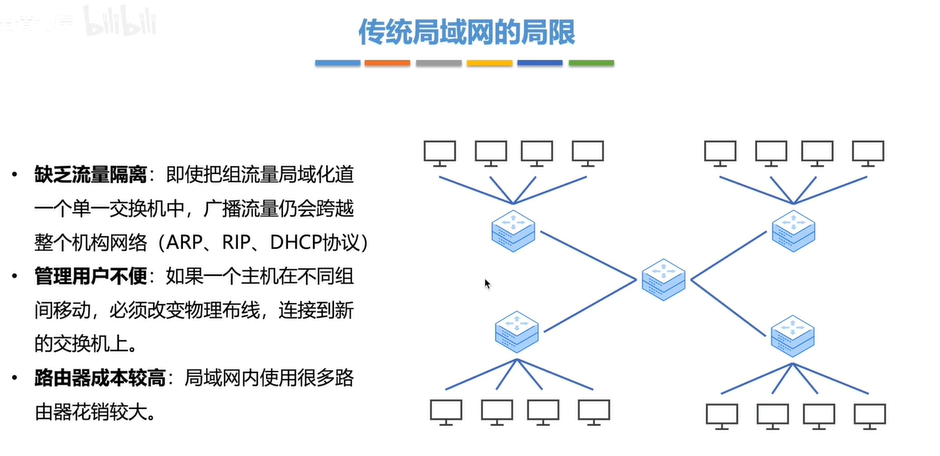 bilibili
传统局域网的局限
• 缺乏流量隔离：即使把组流量局域化道
一个单一交换机中，广播流量仍会跨越
整个机构网络（ARP、RIP、DHCP协议）
• 管理用户不便：如果一个主机在不同组
间移动，必须改变物理布线，连接到新
的交换机上。
• 路由器成本较高：局域网内使用很多路
由器花销较大。